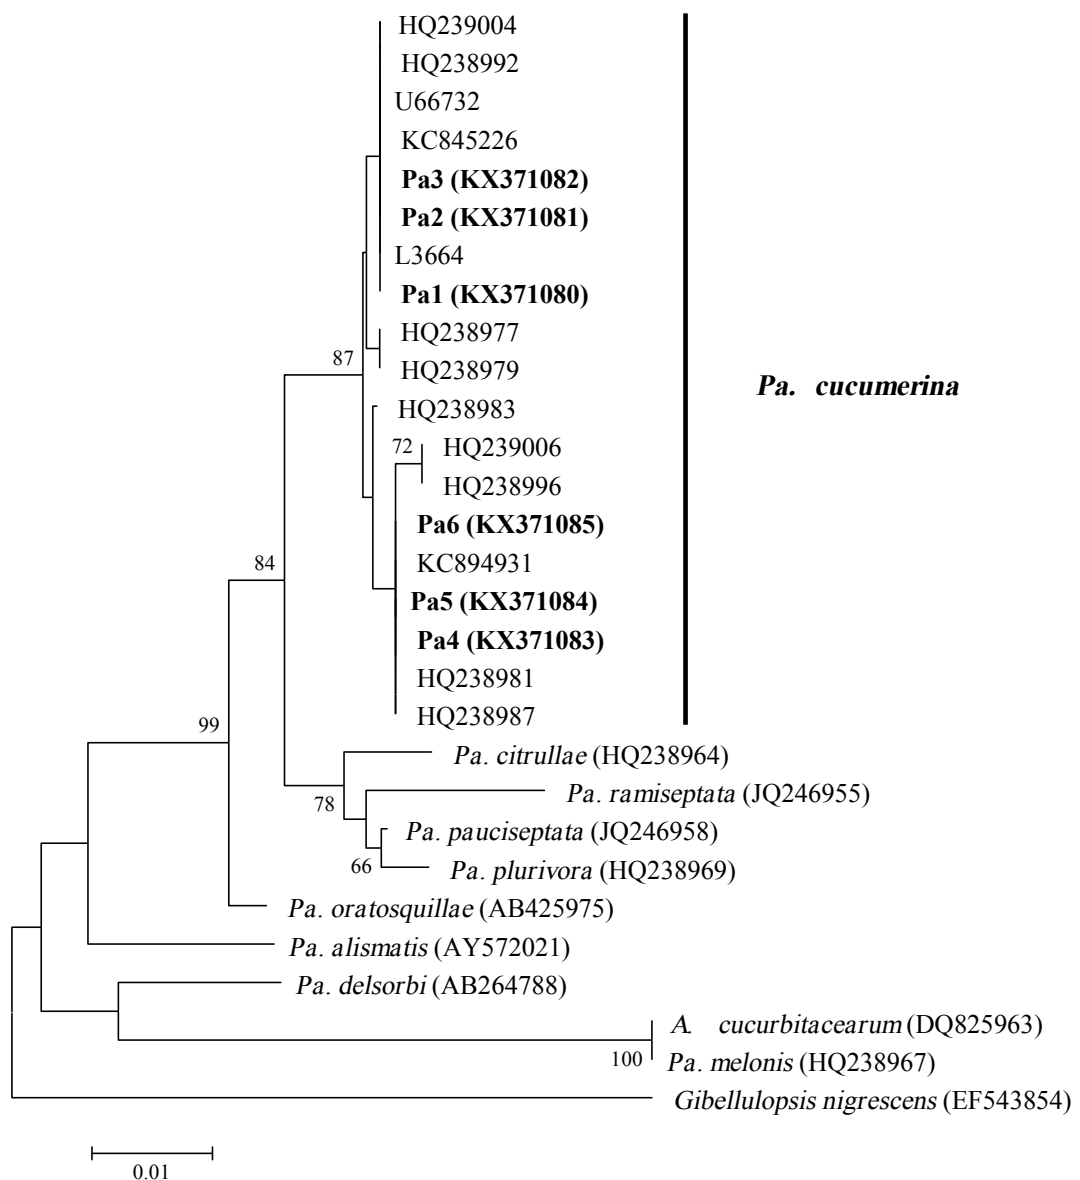 HQ239004
HQ238992
U66732
KC845226
Pa3 (KX371082)
Pa2 (KX371081)
L3664
Pa1 (KX371080)
HQ238977
87
HQ238979
Pa. cucumerina
HQ238983
72
HQ239006
HQ238996
Pa6 (KX371085)
84
KC894931
Pa5 (KX371084)
Pa4 (KX371083)
HQ238981
HQ238987
99
Pa. citrullae (HQ238964)
78
Pa. ramiseptata (JQ246955)
Pa. pauciseptata (JQ246958)
66
Pa. plurivora (HQ238969)
Pa. oratosquillae (AB425975)
Pa. alismatis (AY572021)
Pa. delsorbi (AB264788)
A. cucurbitacearum (DQ825963)
100
Pa. melonis (HQ238967)
Gibellulopsis nigrescens (EF543854)
0.01